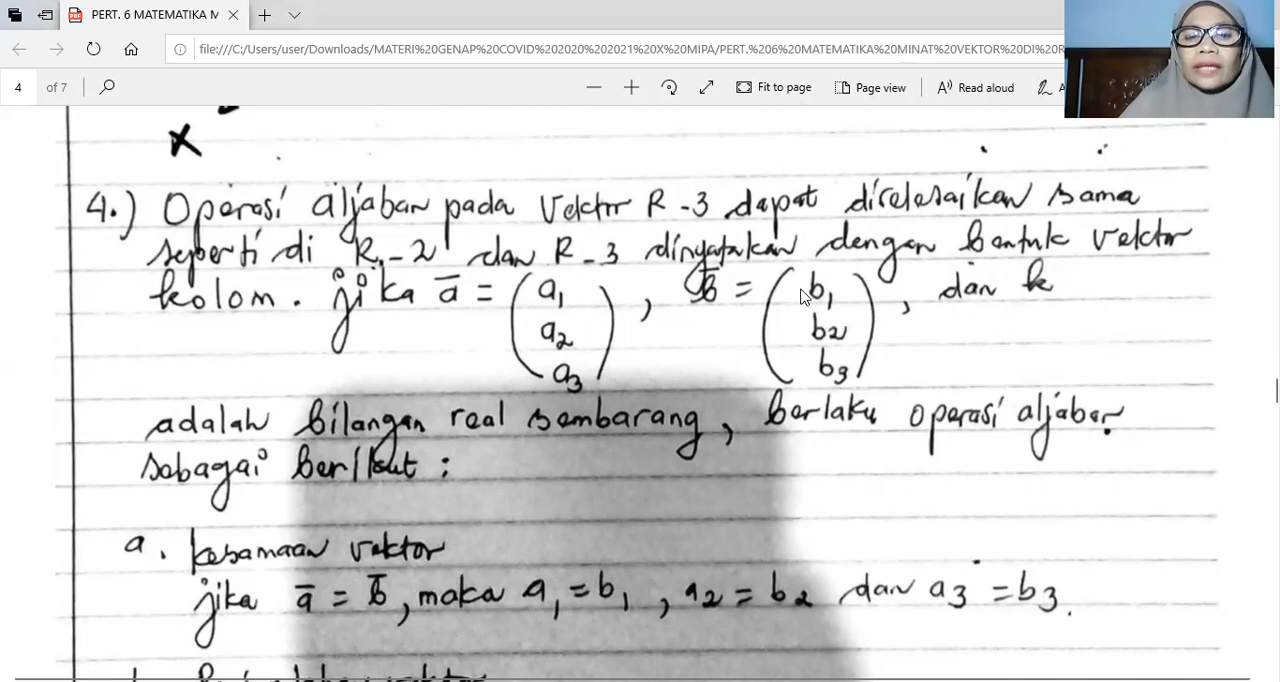 PERT. 6 MATEMATIKA M
file:///C:/Users/user/Downloads/MATERI%20GENAP%20COVID%202020%202021%20X%20MIPA/PERT.%206%20MATEMATIKA%20MINAT%20VEKTOR%20DI%20R
4 of 7 Fit to page Page view Read aloud
x
4.) Operasi aljabar pada Vektor R-3 dapat diselesaikan sama
seperti di R-2 dan R-3 dinyatakan dengan bentuk vektor
kolom. jika a̅ = (a₁ a₂ a₃), b̅ = (b₁ b₂ b₃), dan k
adalah bilangan real sembarang, berlaku operasi aljabar
sebagai berikut :
a. kesamaan vektor
jika a̅ = b̅, maka a₁ = b₁, a₂ = b₂ dan a₃ = b₃.